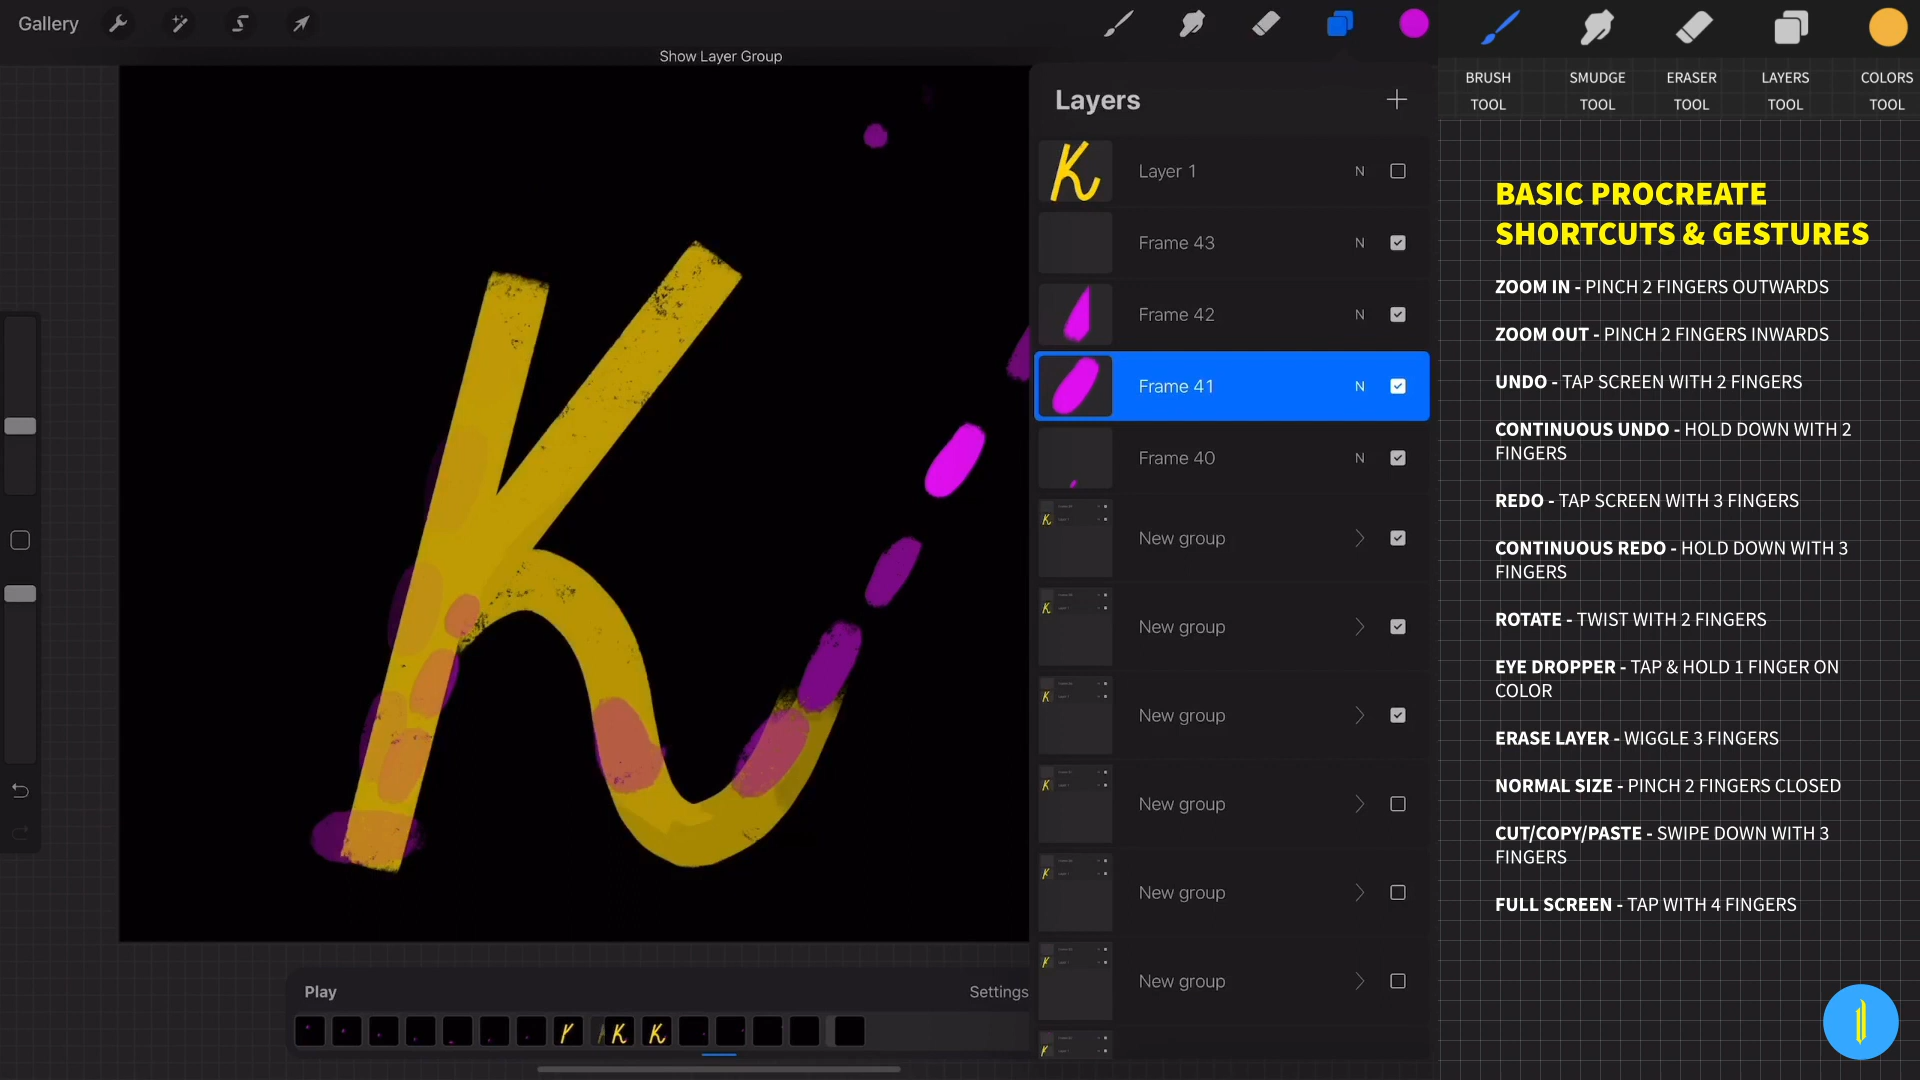 Gallery
Show Layer Group
Layers
Layer 1 N
Frame 43 N
Frame 42 N
Frame 41 N
Frame 40 N
New group
New group
New group
New group
New group
New group
Play
Settings
K
BRUSH TOOL
SMUDGE TOOL
ERASER TOOL
LAYERS TOOL
COLORS TOOL
BASIC PROCREATE
SHORTCUTS & GESTURES
ZOOM IN - PINCH 2 FINGERS OUTWARDS
ZOOM OUT - PINCH 2 FINGERS INWARDS
UNDO - TAP SCREEN WITH 2 FINGERS
CONTINUOUS UNDO - HOLD DOWN WITH 2
FINGERS
REDO - TAP SCREEN WITH 3 FINGERS
CONTINUOUS REDO - HOLD DOWN WITH 3
FINGERS
ROTATE - TWIST WITH 2 FINGERS
EYE DROPPER - TAP & HOLD 1 FINGER ON
COLOR
ERASE LAYER - WIGGLE 3 FINGERS
NORMAL SIZE - PINCH 2 FINGERS CLOSED
CUT/COPY/PASTE - SWIPE DOWN WITH 3
FINGERS
FULL SCREEN - TAP WITH 4 FINGERS